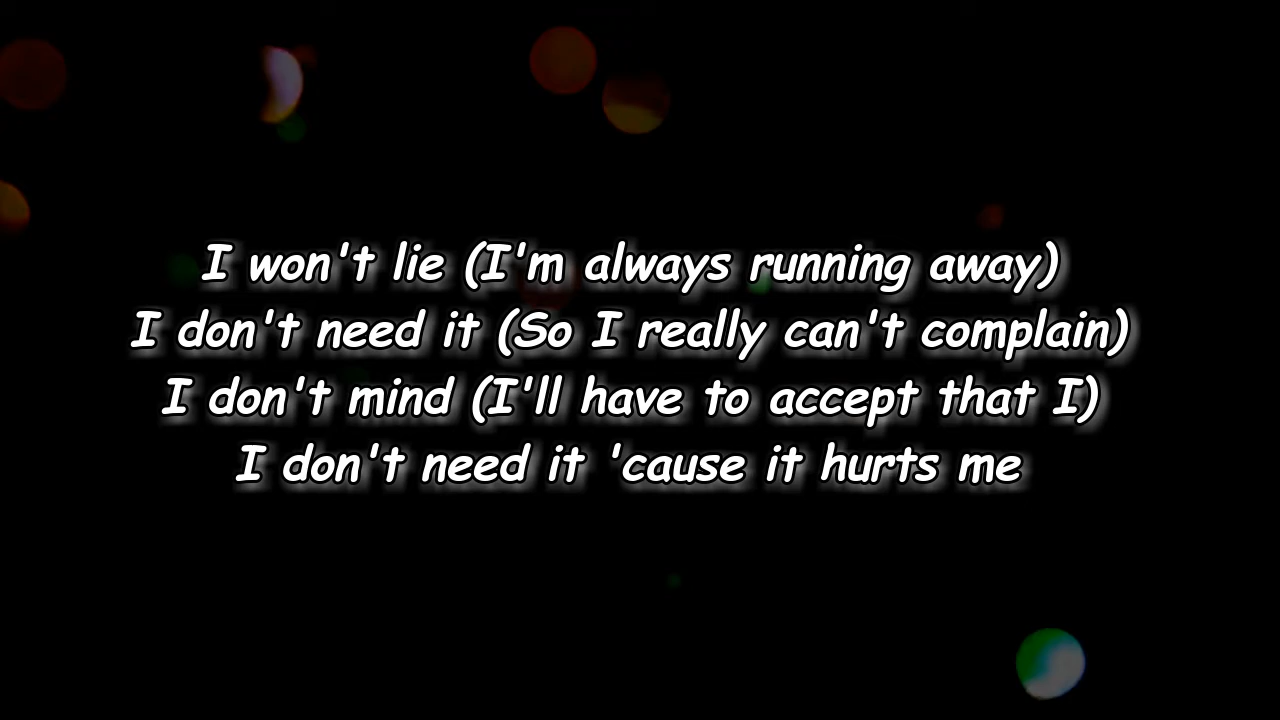 I won't lie (I'm always running away)
I don't need it (So I really can't complain)
I don't mind (I'll have to accept that I)
I don't need it 'cause it hurts me